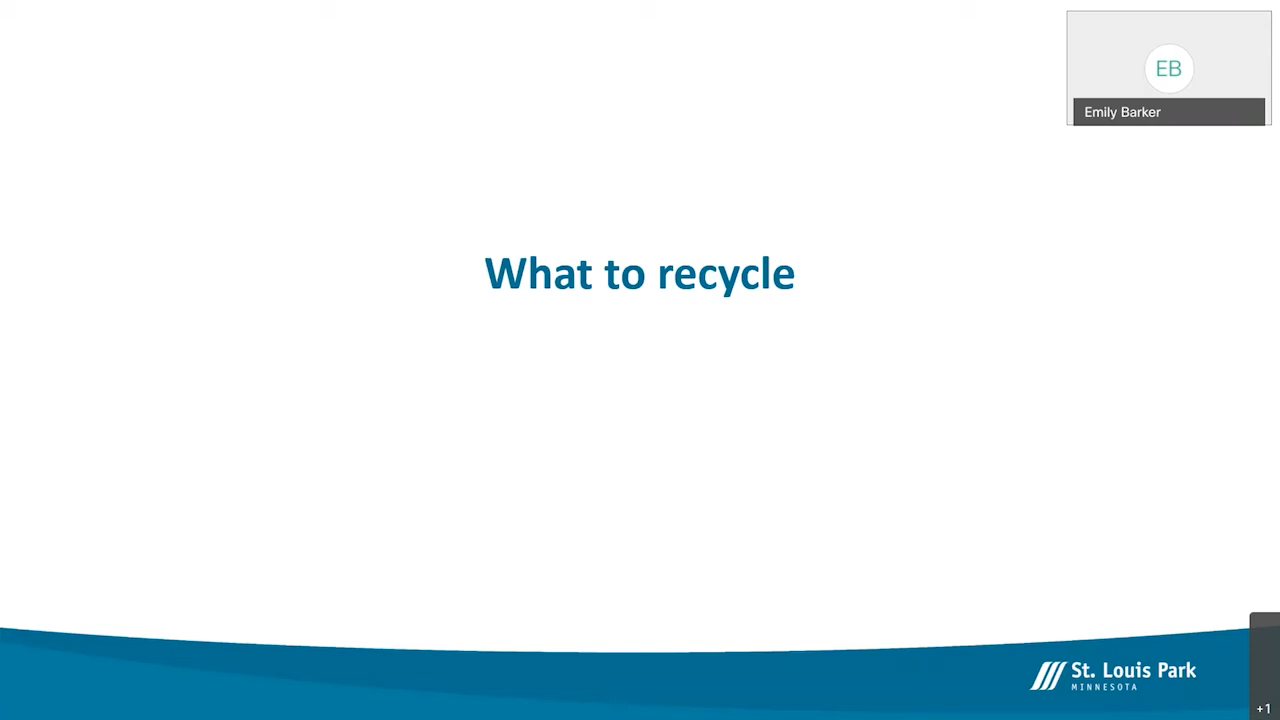 EB
Emily Barker
What to recycle
St. Louis Park
MINNESOTA
+1